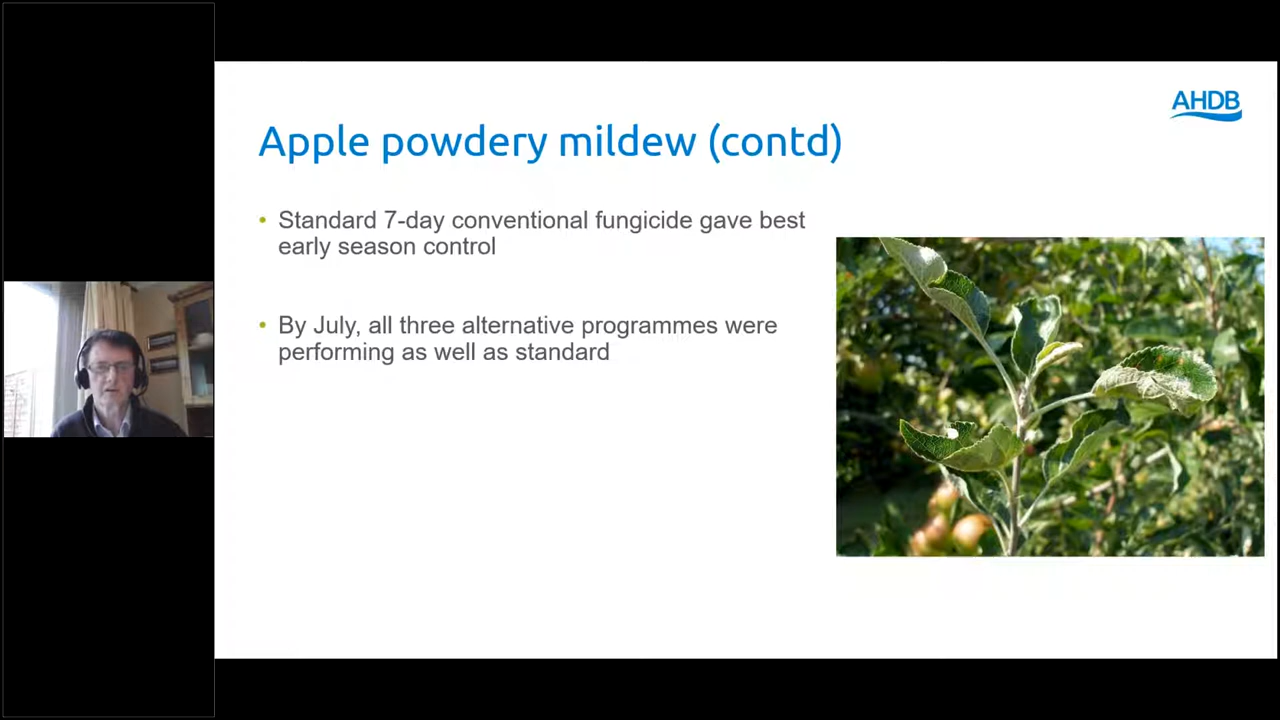 AHDB
Apple powdery mildew (contd)
• Standard 7-day conventional fungicide gave best
early season control
• By July, all three alternative programmes were
performing as well as standard